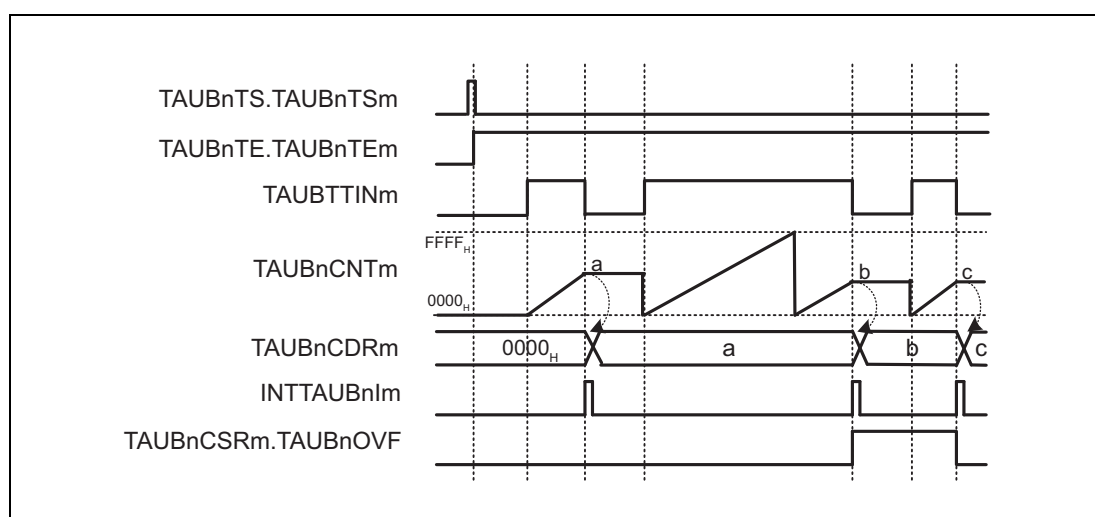 TAUBnTS.TAUBnTSm
TAUBnTE.TAUBnTEm
TAUBTTINm
FFFFH
TAUBnCNTm
a
b
c
0000H
TAUBnCDRm
0000H
a
b
c
INTTAUBnIm
TAUBnCSRm.TAUBnOVF